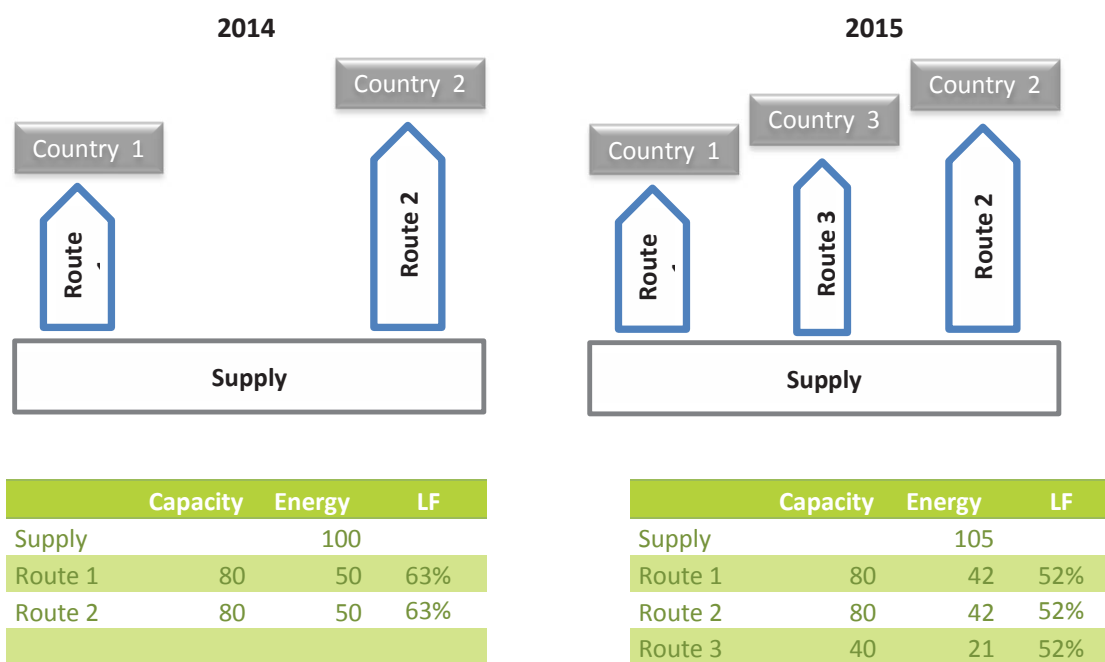 2014
Country 2
Country 1
Route
Route 2
Supply
2015
Country 2
Country 3
Country 1
Route
Route 3
Route 2
Supply
Capacity Energy LF
Supply 100
Route 1 80 50 63%
Route 2 80 50 63%
Capacity Energy LF
Supply 105
Route 1 80 42 52%
Route 2 80 42 52%
Route 3 40 21 52%